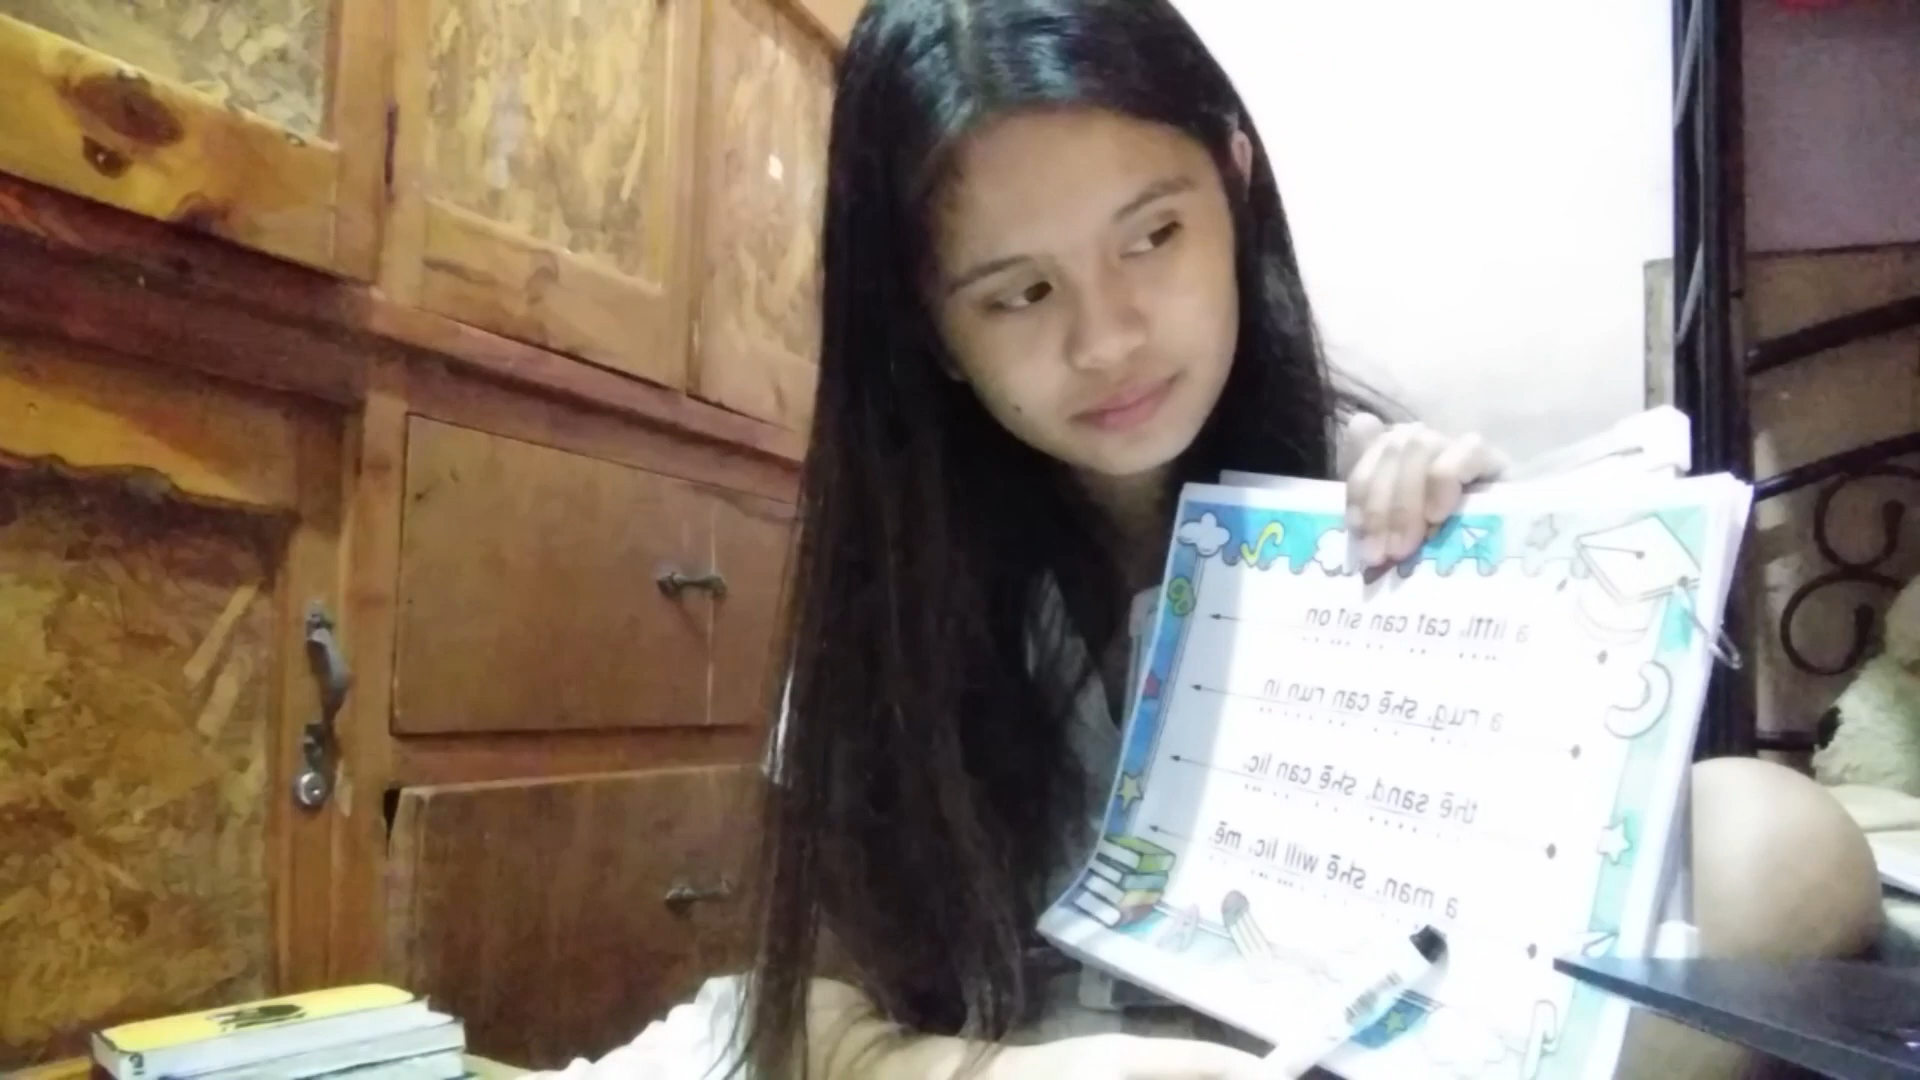 a littl. cat can sit on
a rug. shē can run in
thē sand. shē can lic.
a man. shē will lic. mē.